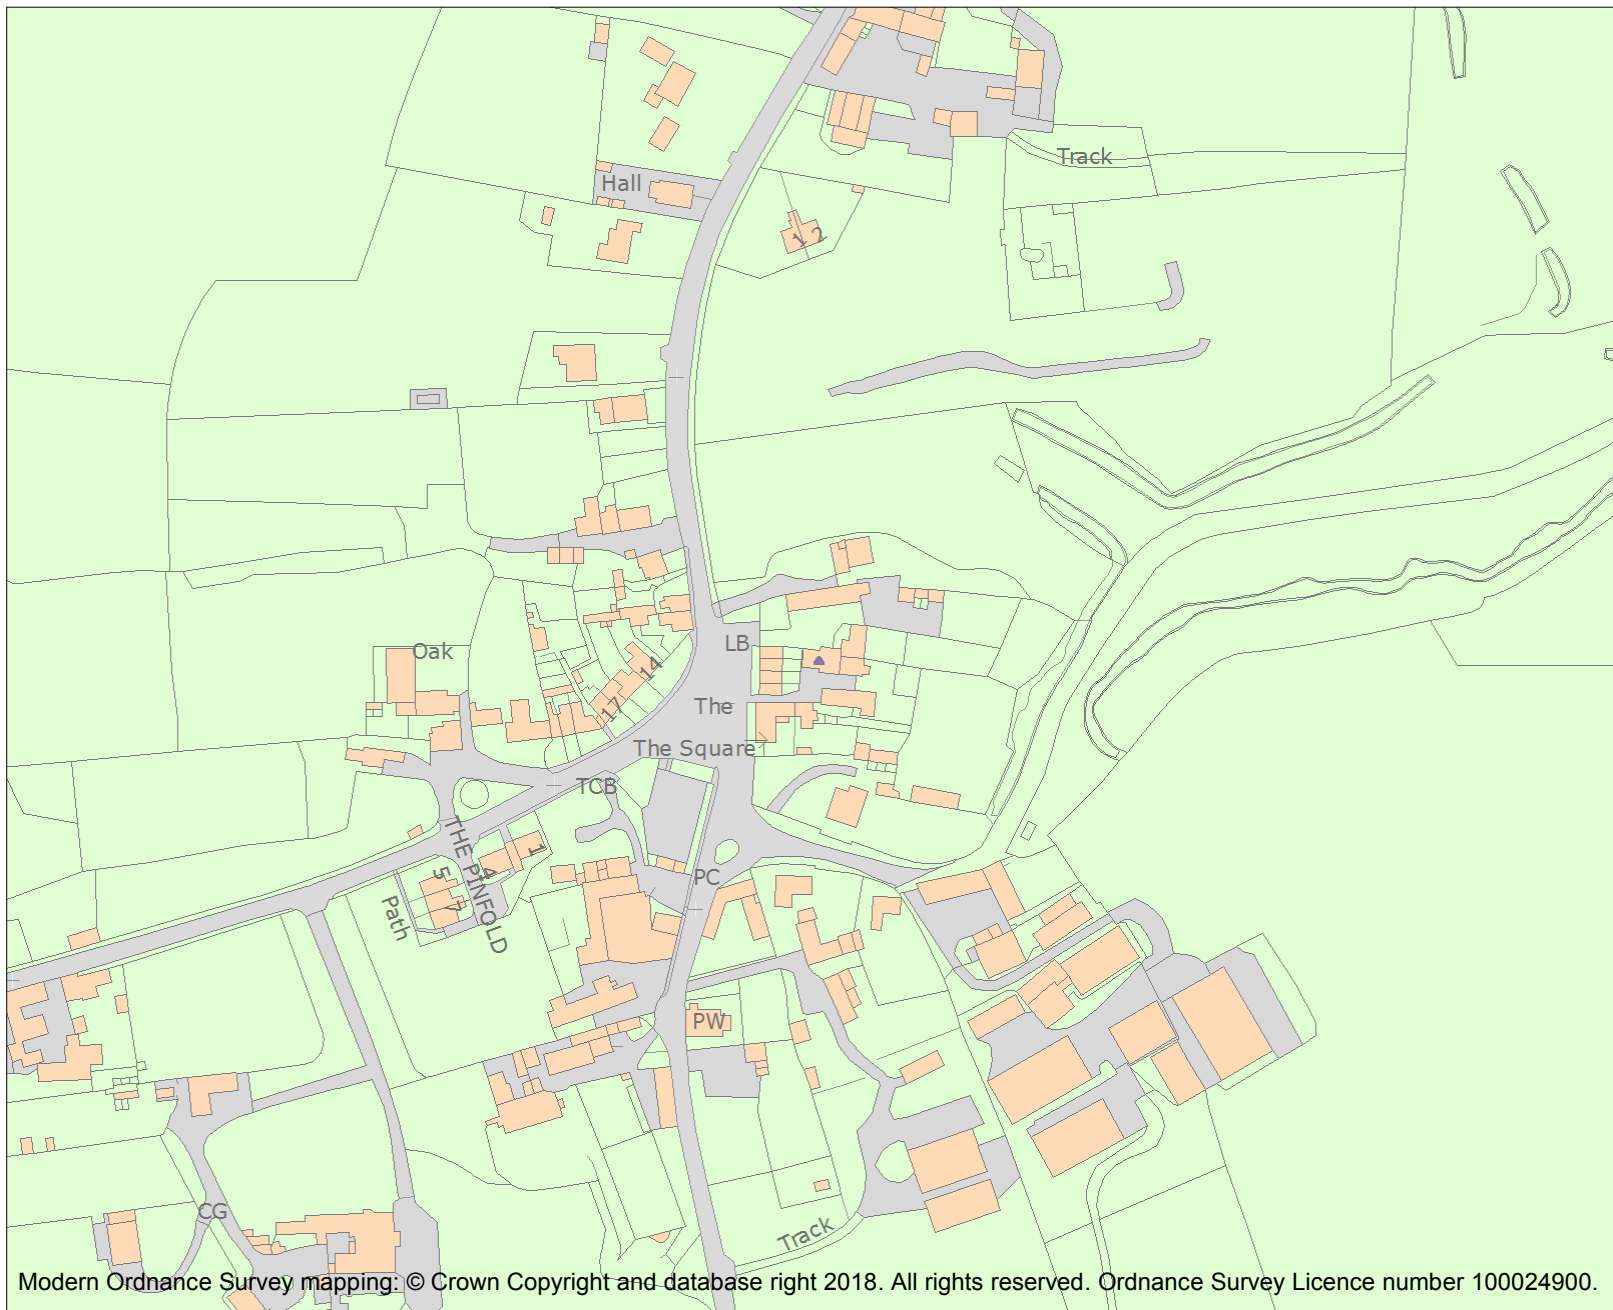 Track
Hall
1 2
Oak
LB
14
17
The
The Square
TCB
THE PINFOLD
1
4
5
7
PC
Path
PW
CG
Track
Modern Ordnance Survey mapping: © Crown Copyright and database right 2018. All rights reserved. Ordnance Survey Licence number 100024900.